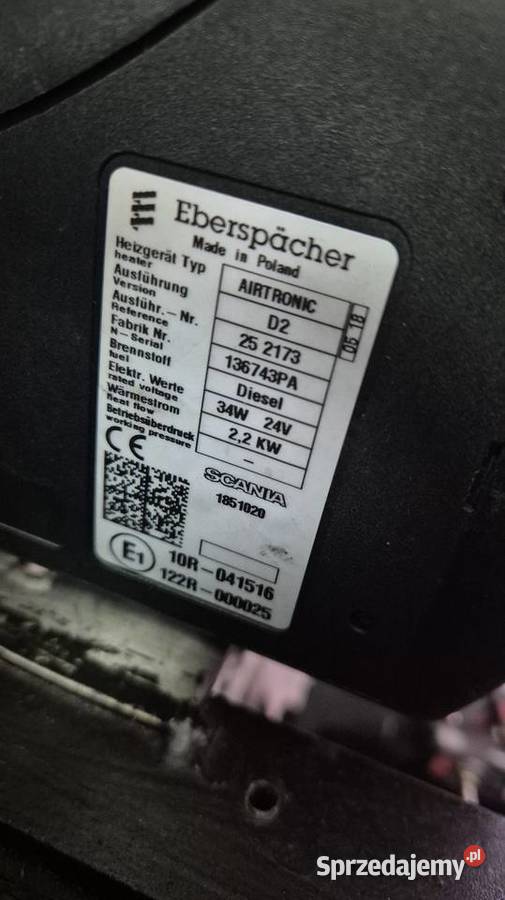 Eberspächer
Made in Poland
Heizgerät Typ
heater
AIRTRONIC
Ausführung
Version
D2
Ausführ.-Nr.
Reference
25 2173
Fabrik Nr.
N-Serial
136743PA
Brennstoff
fuel
Diesel
Elektr. Werte
rated voltage
34W 24V
Wärmestrom
heat flow
2,2 KW
Betriebsüberdruck
working pressure
–
05 18
CE
SCANIA
1851020
E1
10R-041516
122R-000025
Sprzedajemy.pl